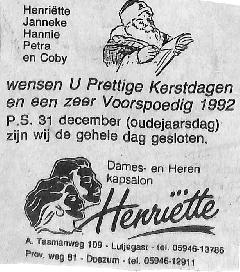 Henriëtte
Janneke
Hannie
Petra
en Coby
wensen U Prettige Kerstdagen
en een zeer Voorspoedig 1992
P.S. 31 december (oudejaarsdag)
zijn wij de gehele dag gesloten.
Dames- en Heren
kapsalon
Henriëtte
A. Tasmanweg 109 - Lutjegast - tel. 05946-13786
Prov. weg 81 - Doezum - tel. 05946-12911